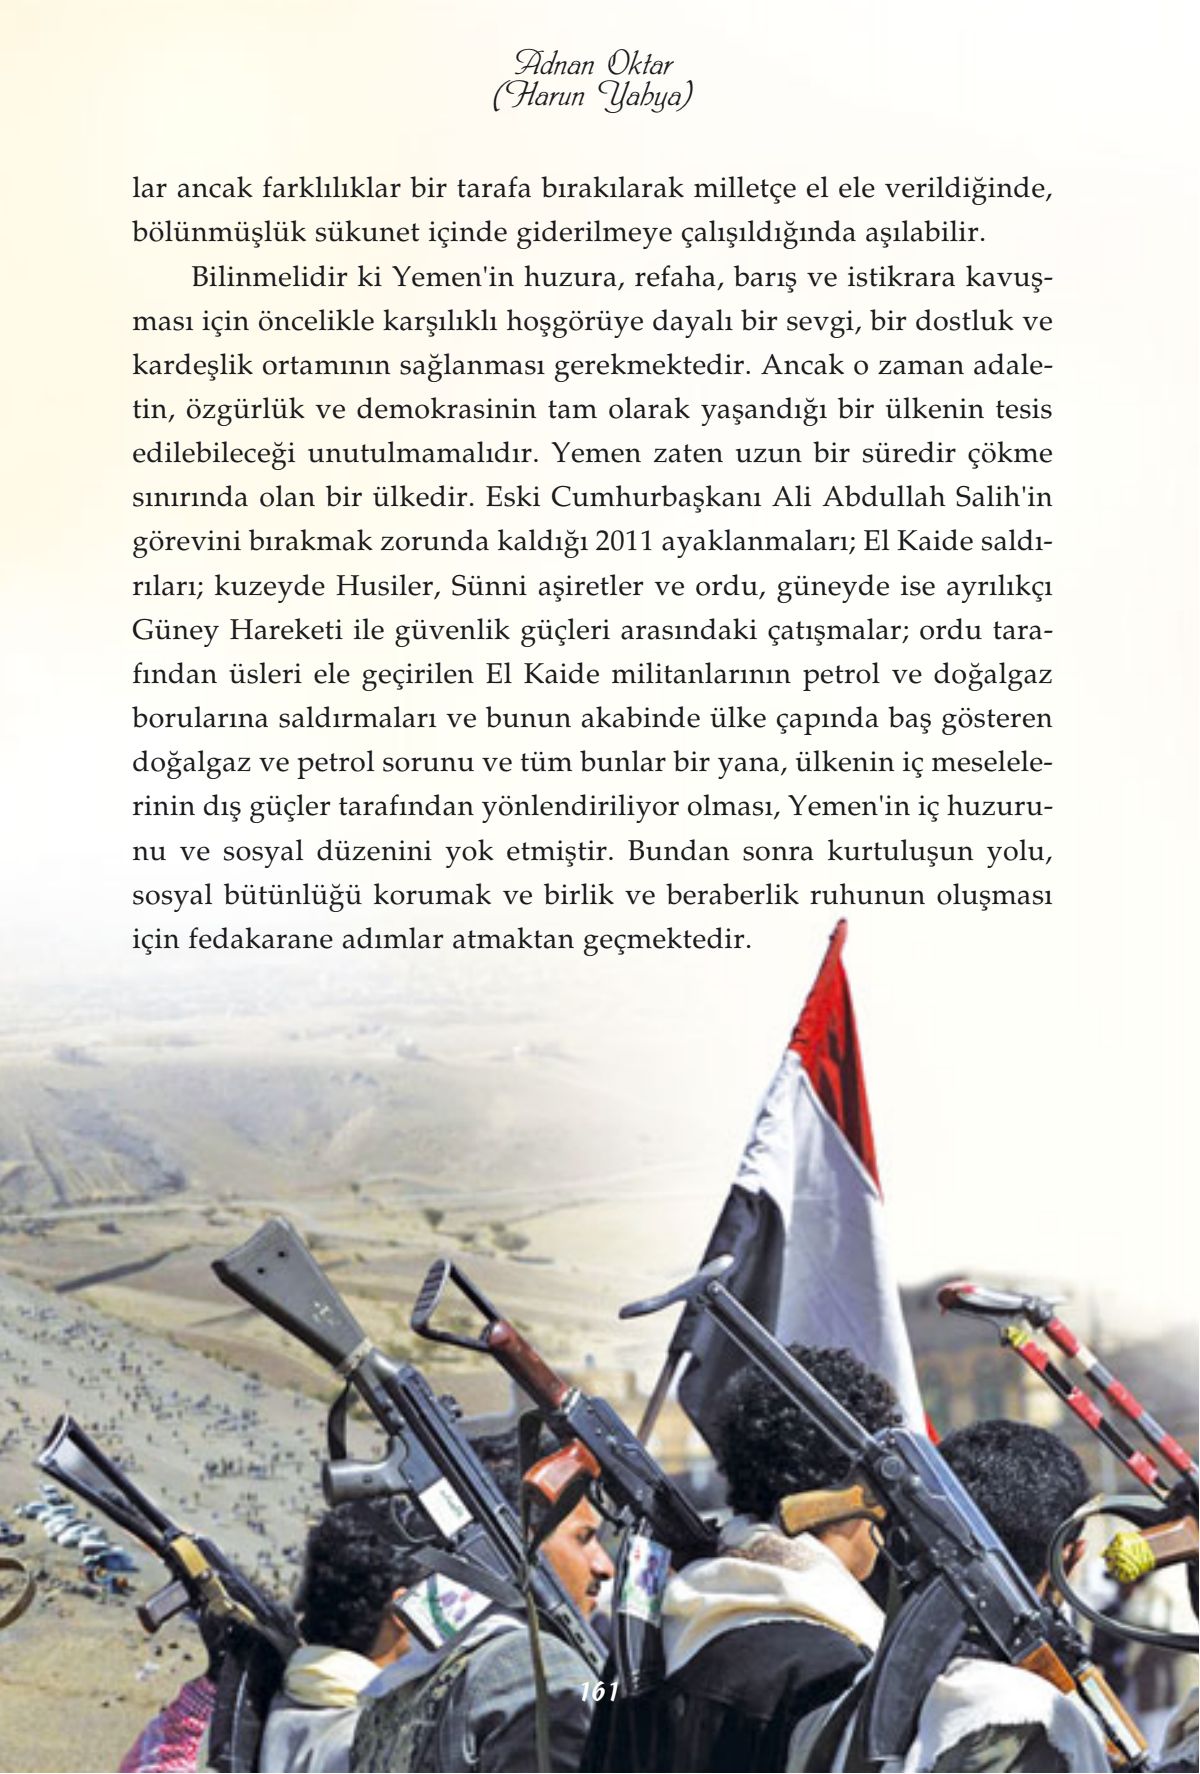 Adnan Oktar
(Harun Yahya)
lar ancak farklılıklar bir tarafa bırakılarak milletçe el ele verildiğinde,
bölünmüşlük sükunet içinde giderilmeye çalışıldığında aşılabilir.
Bilinmelidir ki Yemen'in huzura, refaha, barış ve istikrara kavuş-
ması için öncelikle karşılıklı hoşgörüye dayalı bir sevgi, bir dostluk ve
kardeşlik ortamının sağlanması gerekmektedir. Ancak o zaman adale-
tin, özgürlük ve demokrasinin tam olarak yaşandığı bir ülkenin tesis
edilebileceği unutulmamalıdır. Yemen zaten uzun bir süredir çökme
sınırında olan bir ülkedir. Eski Cumhurbaşkanı Ali Abdullah Salih'in
görevini bırakmak zorunda kaldığı 2011 ayaklanmaları; El Kaide saldı-
rıları; kuzeyde Husiler, Sünni aşiretler ve ordu, güneyde ise ayrılıkçı
Güney Hareketi ile güvenlik güçleri arasındaki çatışmalar; ordu tara-
fından üsleri ele geçirilen El Kaide militanlarının petrol ve doğalgaz
borularına saldırmaları ve bunun akabinde ülke çapında baş gösteren
doğalgaz ve petrol sorunu ve tüm bunlar bir yana, ülkenin iç meselele-
rinin dış güçler tarafından yönlendiriliyor olması, Yemen'in iç huzuru-
nu ve sosyal düzenini yok etmiştir. Bundan sonra kurtuluşun yolu,
sosyal bütünlüğü korumak ve birlik ve beraberlik ruhunun oluşması
için fedakarane adımlar atmaktan geçmektedir.
161